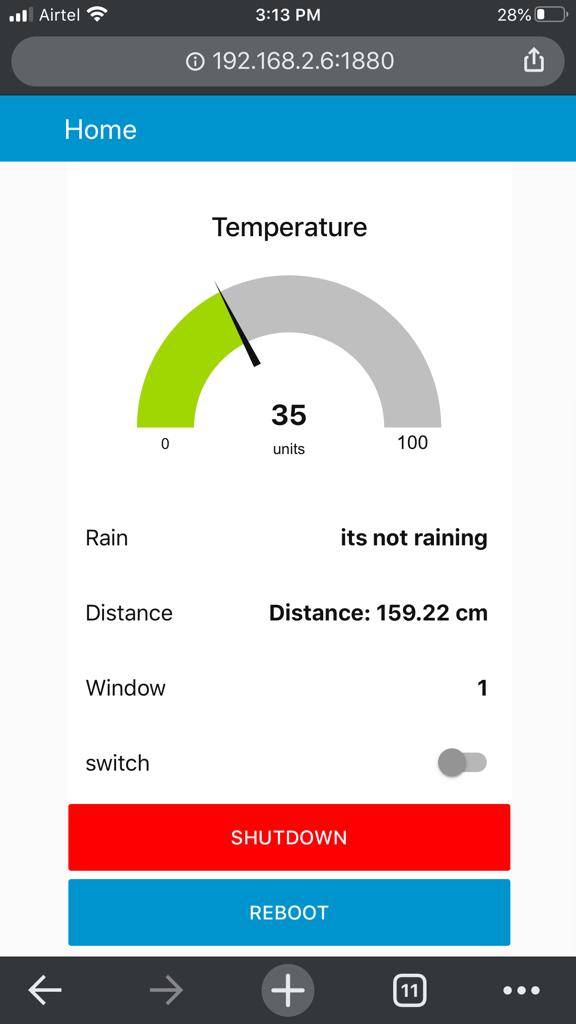 Airtel 3:13 PM 28%
192.168.2.6:1880
Home
Temperature
35
0 units 100
Rain its not raining
Distance Distance: 159.22 cm
Window 1
switch
SHUTDOWN
REBOOT
11